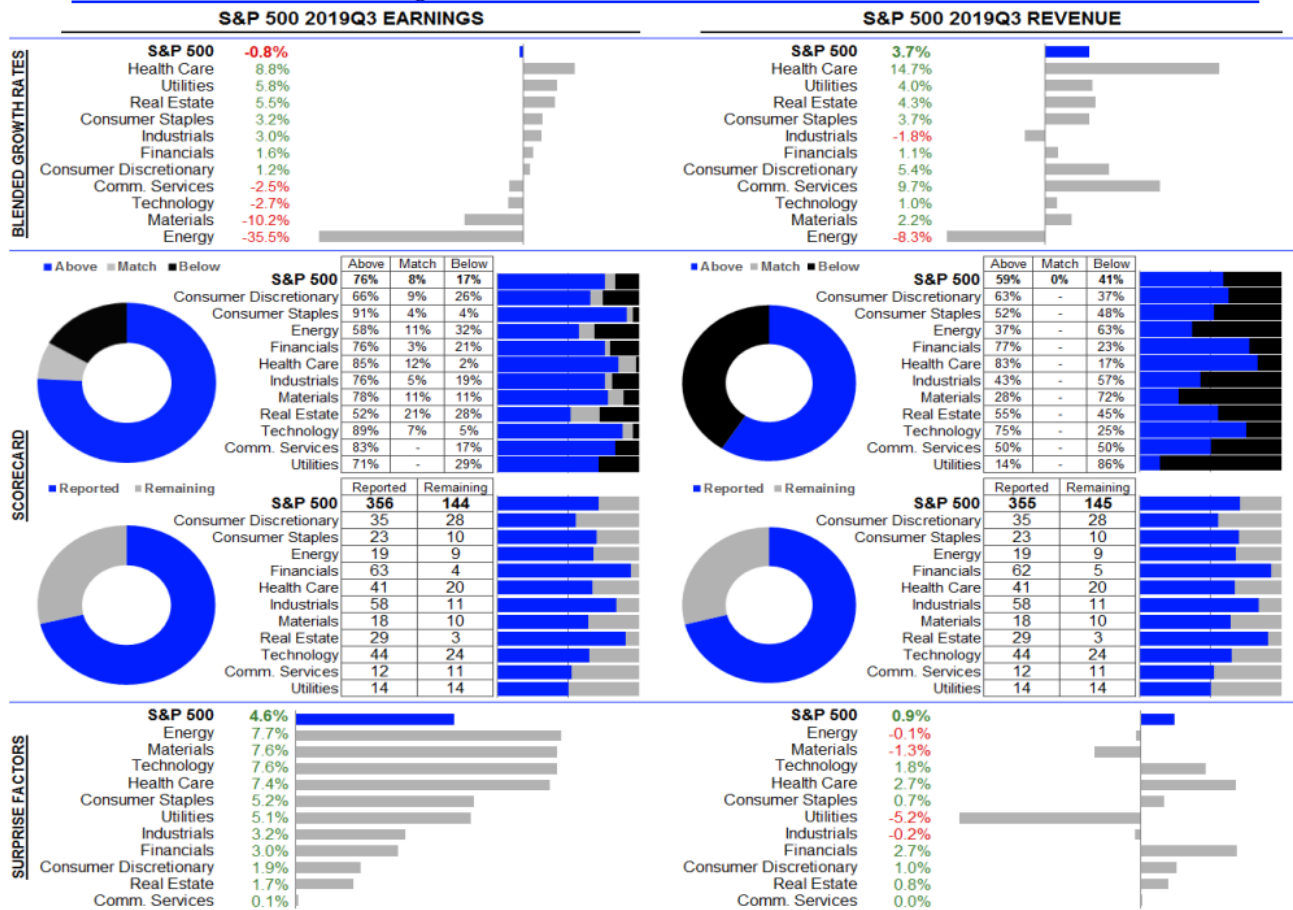 S&P 500 2019Q3 EARNINGS
BLENDED GROWTH RATES
S&P 500 -0.8%
Health Care 8.8%
Utilities 5.8%
Real Estate 5.5%
Consumer Staples 3.2%
Industrials 3.0%
Financials 1.6%
Consumer Discretionary 1.2%
Comm. Services -2.5%
Technology -2.7%
Materials -10.2%
Energy -35.5%
S&P 500 2019Q3 REVENUE
S&P 500 3.7%
Health Care 14.7%
Utilities 4.0%
Real Estate 4.3%
Consumer Staples 3.7%
Industrials -1.8%
Financials 1.1%
Consumer Discretionary 5.4%
Comm. Services 9.7%
Technology 1.0%
Materials 2.2%
Energy -8.3%
SCORECARD
Above Match Below
Above Match Below
S&P 500 76% 8% 17%
Consumer Discretionary 66% 9% 26%
Consumer Staples 91% 4% 4%
Energy 58% 11% 32%
Financials 76% 3% 21%
Health Care 85% 12% 2%
Industrials 76% 5% 19%
Materials 78% 11% 11%
Real Estate 52% 21% 28%
Technology 89% 7% 5%
Comm. Services 83% - 17%
Utilities 71% - 29%
Above Match Below
Above Match Below
S&P 500 59% 0% 41%
Consumer Discretionary 63% - 37%
Consumer Staples 52% - 48%
Energy 37% - 63%
Financials 77% - 23%
Health Care 83% - 17%
Industrials 43% - 57%
Materials 28% - 72%
Real Estate 55% - 45%
Technology 75% - 25%
Comm. Services 50% - 50%
Utilities 14% - 86%
Reported Remaining
Reported Remaining
S&P 500 356 144
Consumer Discretionary 35 28
Consumer Staples 23 10
Energy 19 9
Financials 63 4
Health Care 41 20
Industrials 58 11
Materials 18 10
Real Estate 29 3
Technology 44 24
Comm. Services 12 11
Utilities 14 14
Reported Remaining
Reported Remaining
S&P 500 355 145
Consumer Discretionary 35 28
Consumer Staples 23 10
Energy 19 9
Financials 62 5
Health Care 41 20
Industrials 58 11
Materials 18 10
Real Estate 29 3
Technology 44 24
Comm. Services 12 11
Utilities 14 14
SURPRISE FACTORS
S&P 500 4.6%
Energy 7.7%
Materials 7.6%
Technology 7.6%
Health Care 7.4%
Consumer Staples 5.2%
Utilities 5.1%
Industrials 3.2%
Financials 3.0%
Consumer Discretionary 1.9%
Real Estate 1.7%
Comm. Services 0.1%
S&P 500 0.9%
Energy -0.1%
Materials -1.3%
Technology 1.8%
Health Care 2.7%
Consumer Staples 0.7%
Utilities -5.2%
Industrials -0.2%
Financials 2.7%
Consumer Discretionary 1.0%
Real Estate 0.8%
Comm. Services 0.0%